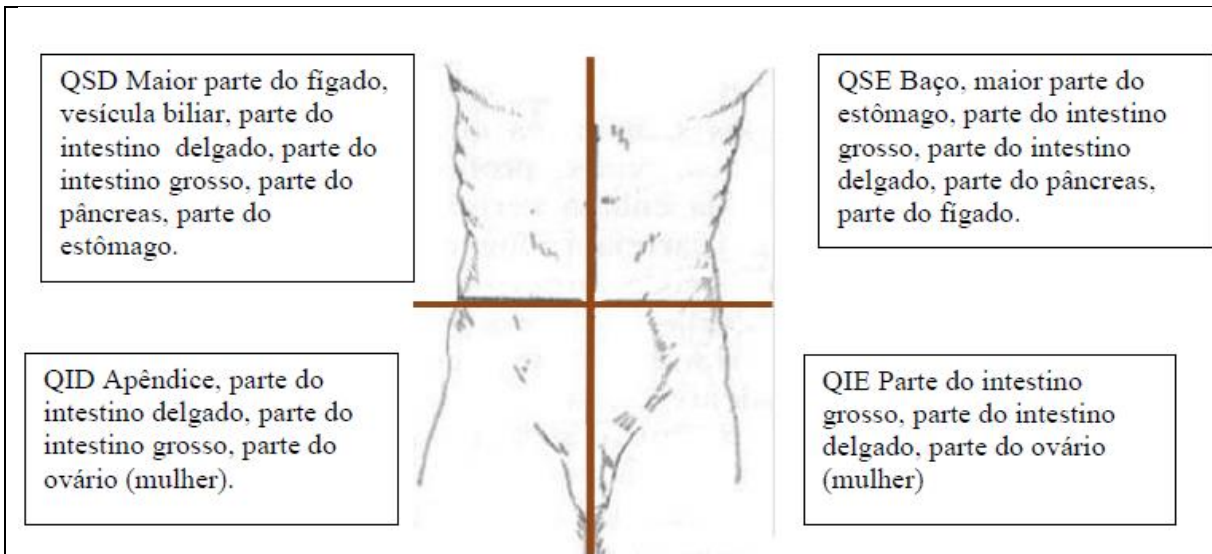 QSD Maior parte do fígado,
vesícula biliar, parte do
intestino delgado, parte do
intestino grosso, parte do
pâncreas, parte do
estômago.
QSE Baço, maior parte do
estômago, parte do intestino
grosso, parte do intestino
delgado, parte do pâncreas,
parte do fígado.
QID Apêndice, parte do
intestino delgado, parte do
intestino grosso, parte do
ovário (mulher).
QIE Parte do intestino
grosso, parte do intestino
delgado, parte do ovário
(mulher)